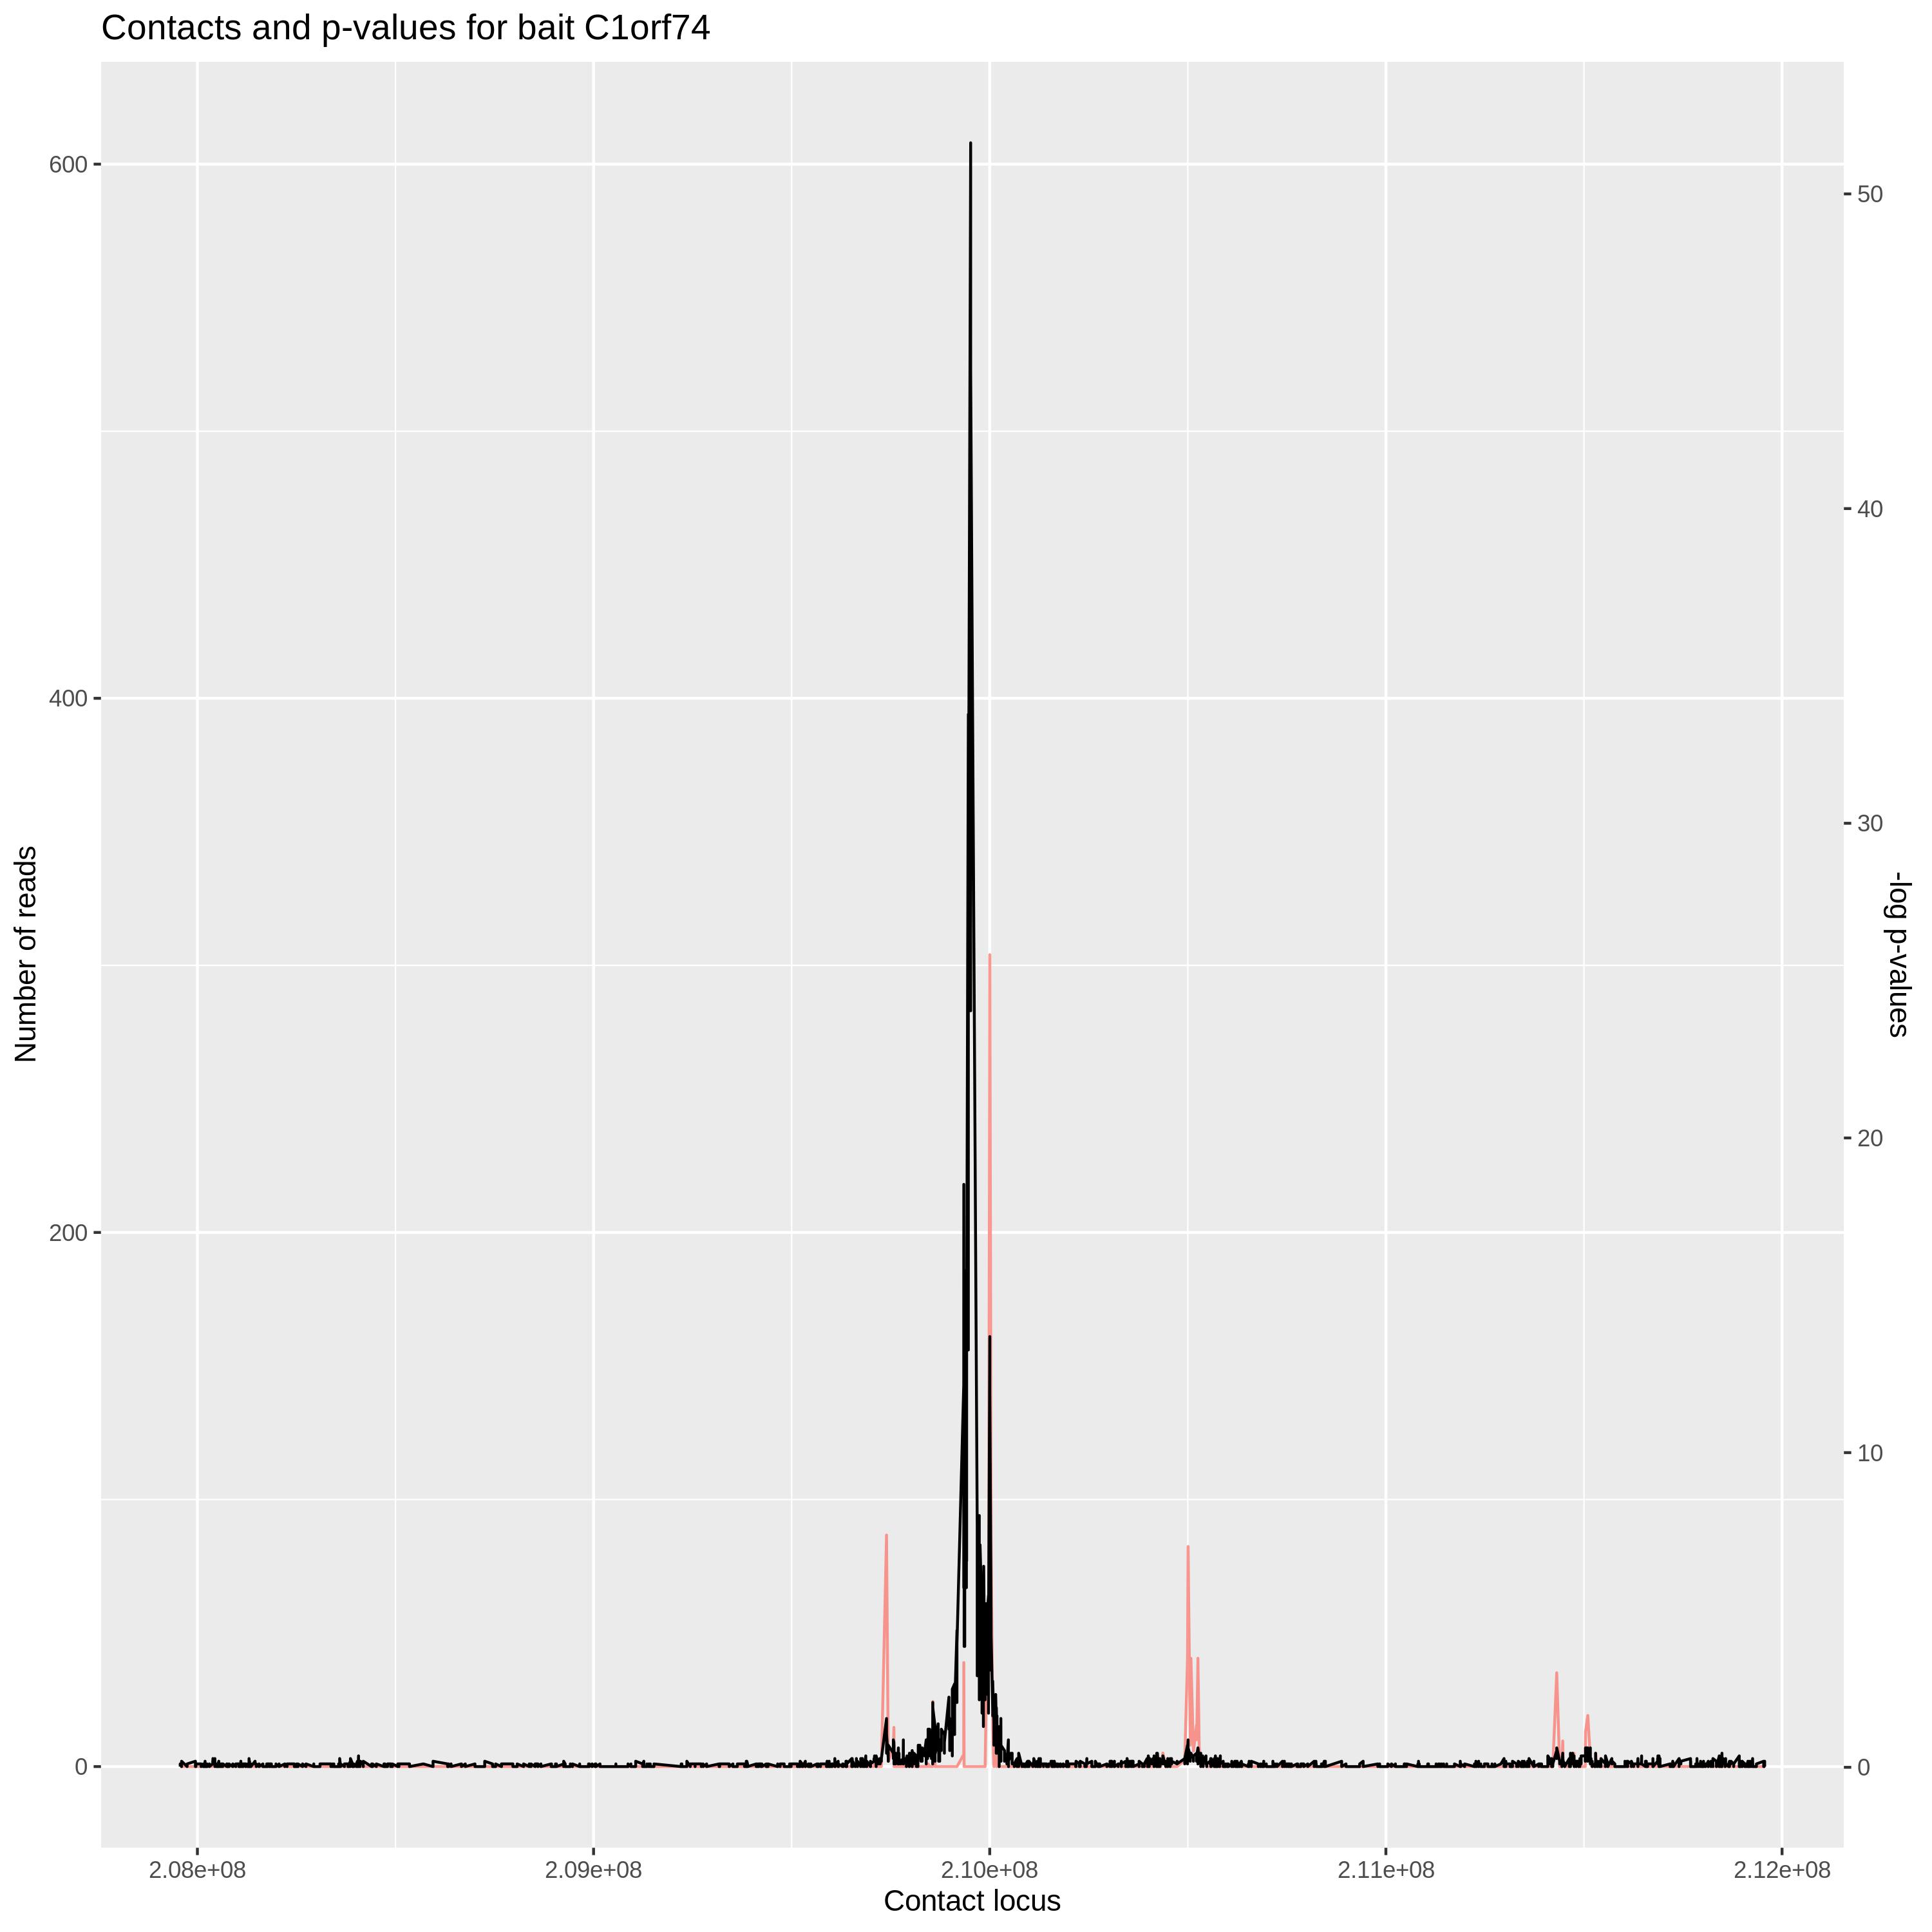 Contacts and p-values for bait C1orf74
600
400
200
0
Number of reads
50
40
30
20
10
0
-log p-values
2.08e+08 2.09e+08 2.10e+08 2.11e+08 2.12e+08
Contact locus